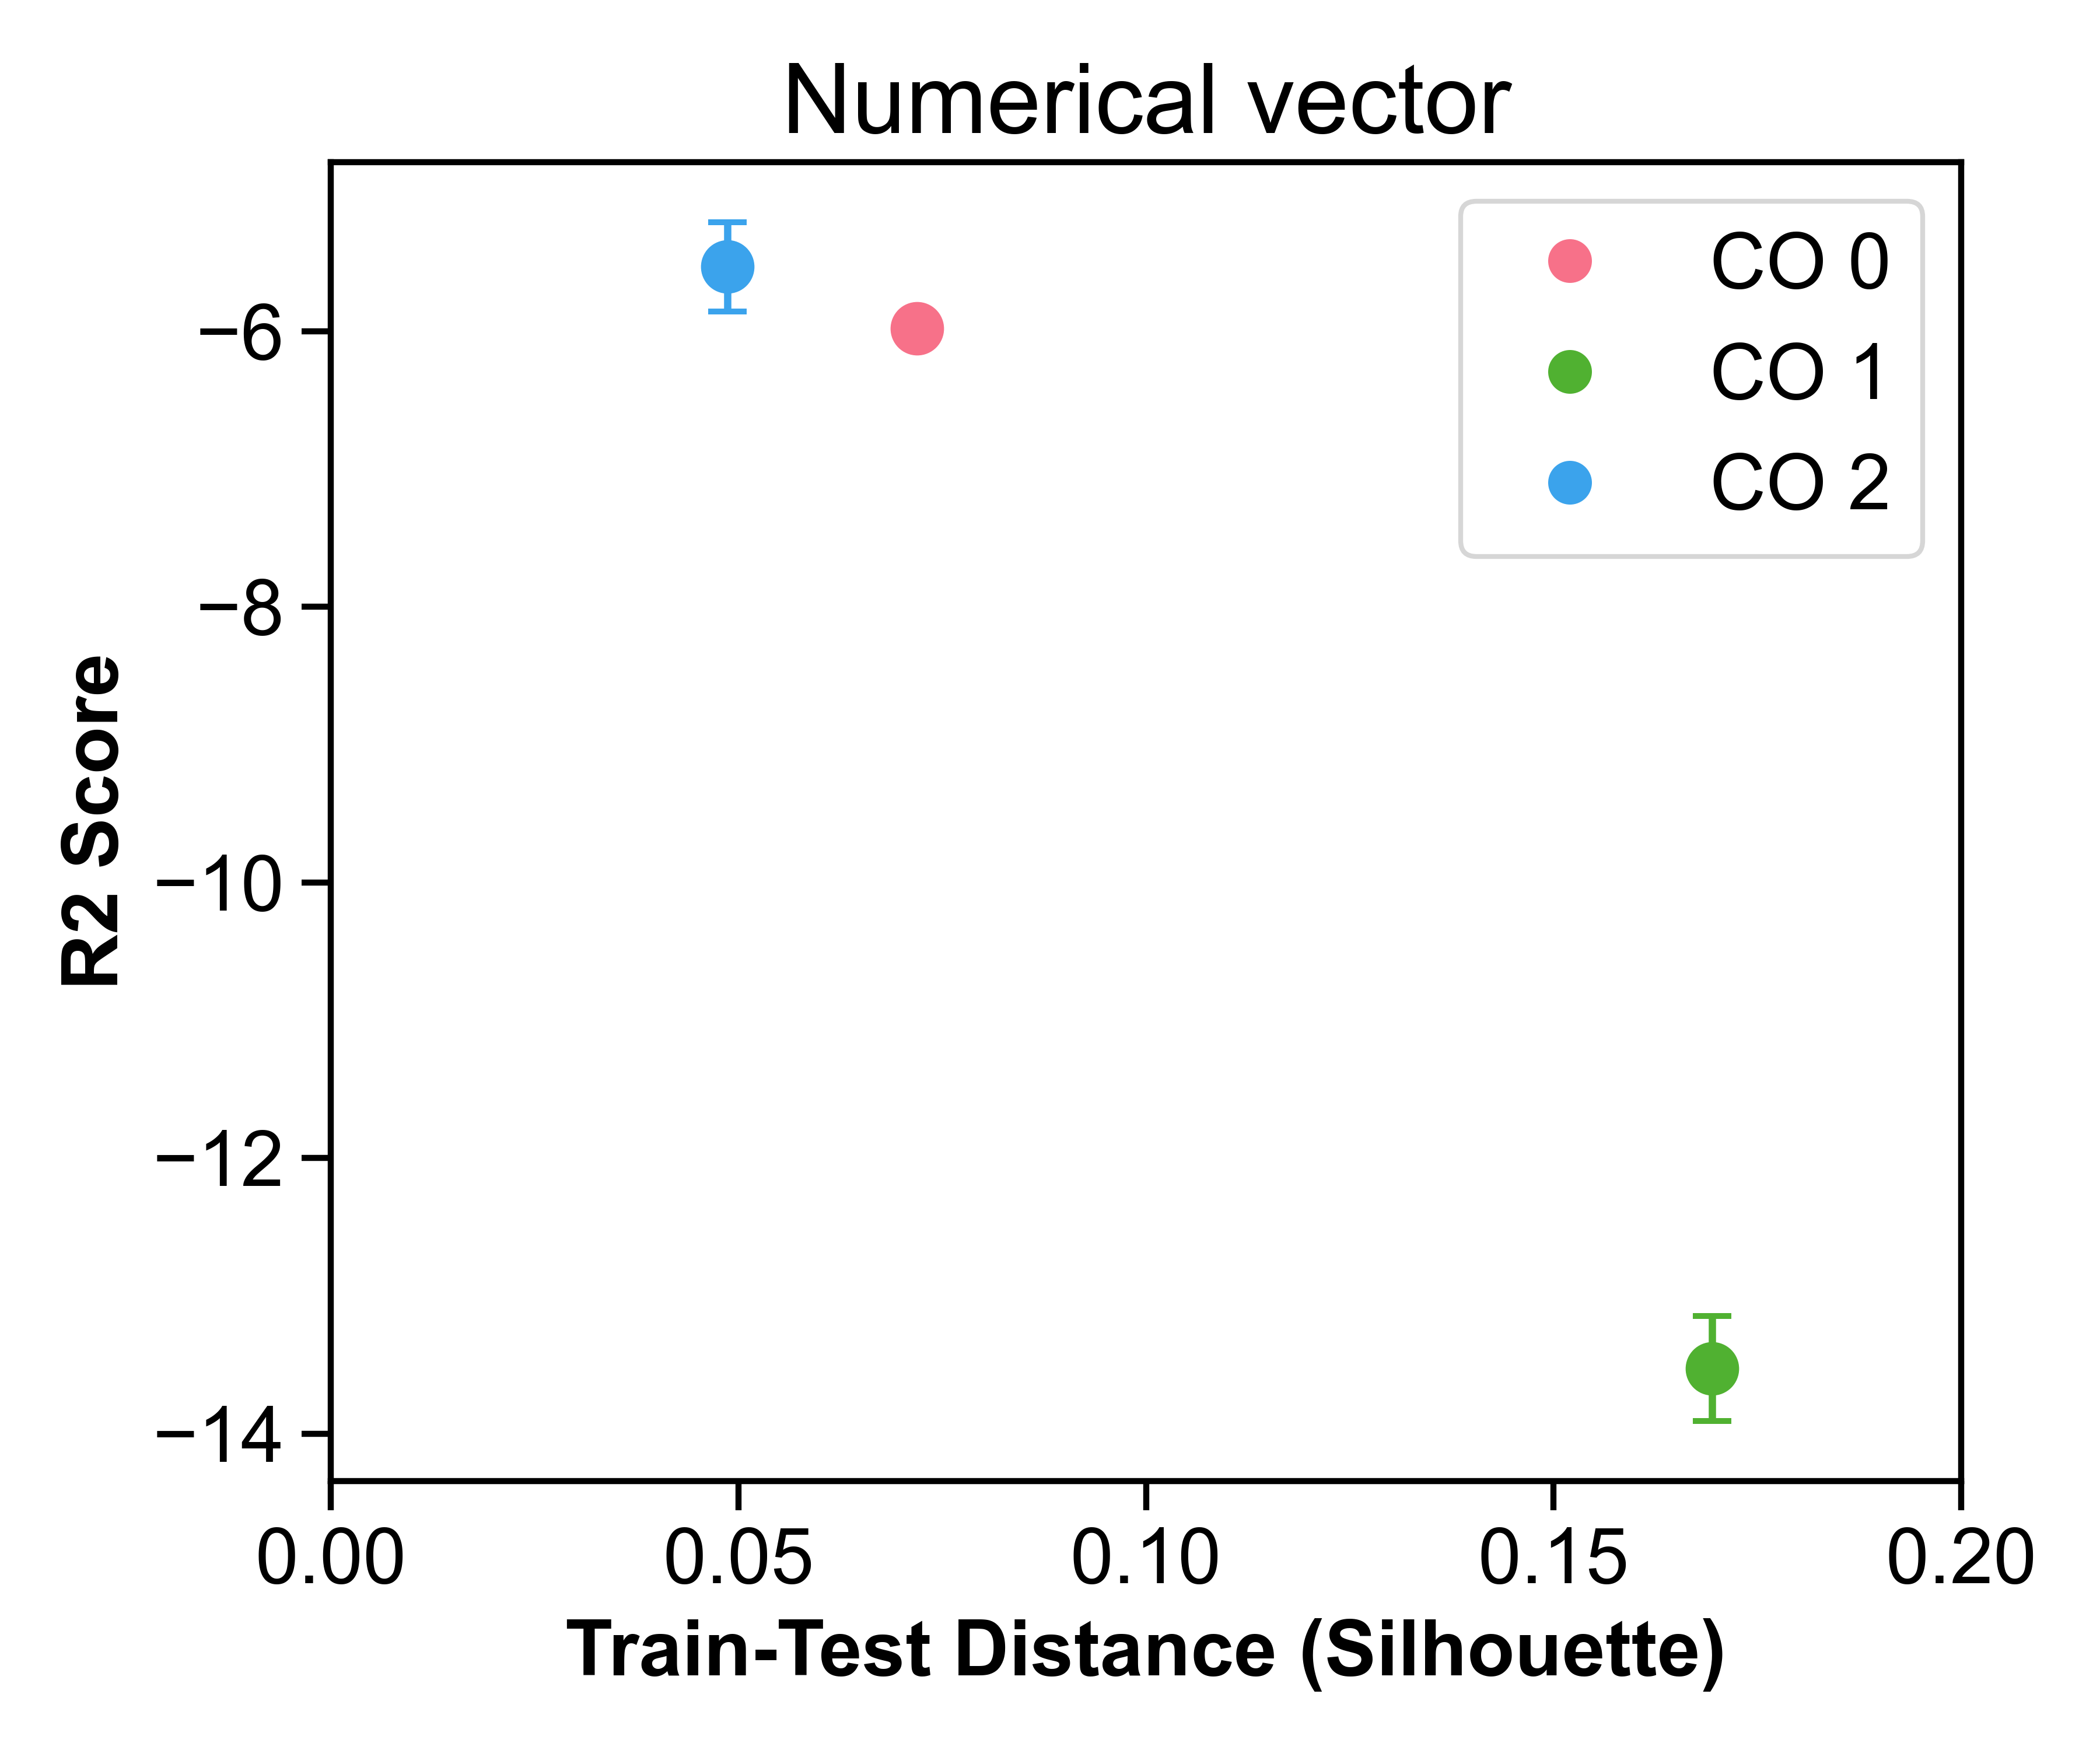 Numerical vector
CO 0
CO 1
CO 2
R2 Score
−6
−8
−10
−12
−14
0.00 0.05 0.10 0.15 0.20
Train-Test Distance (Silhouette)